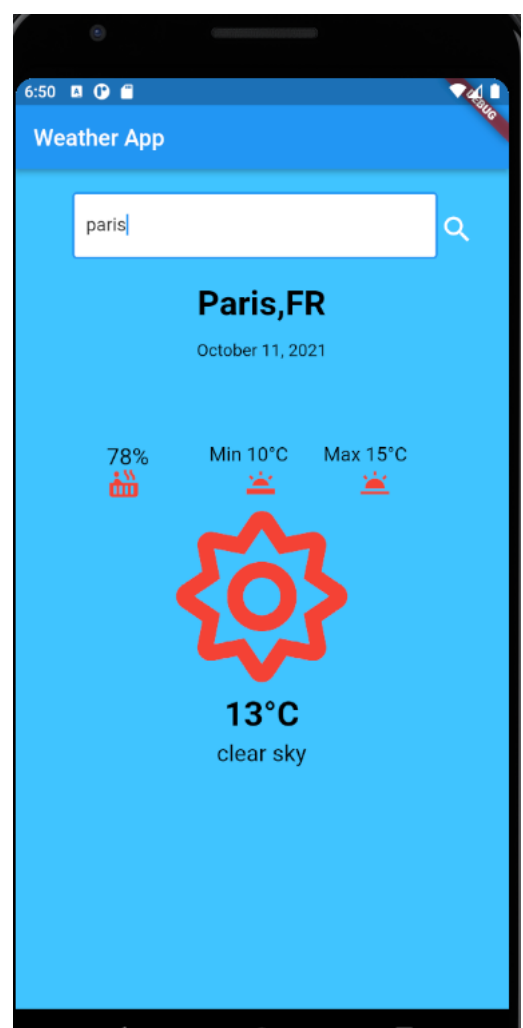 6:50
DEBUG
Weather App
paris
Paris,FR
October 11, 2021
78% Min 10°C Max 15°C
13°C
clear sky